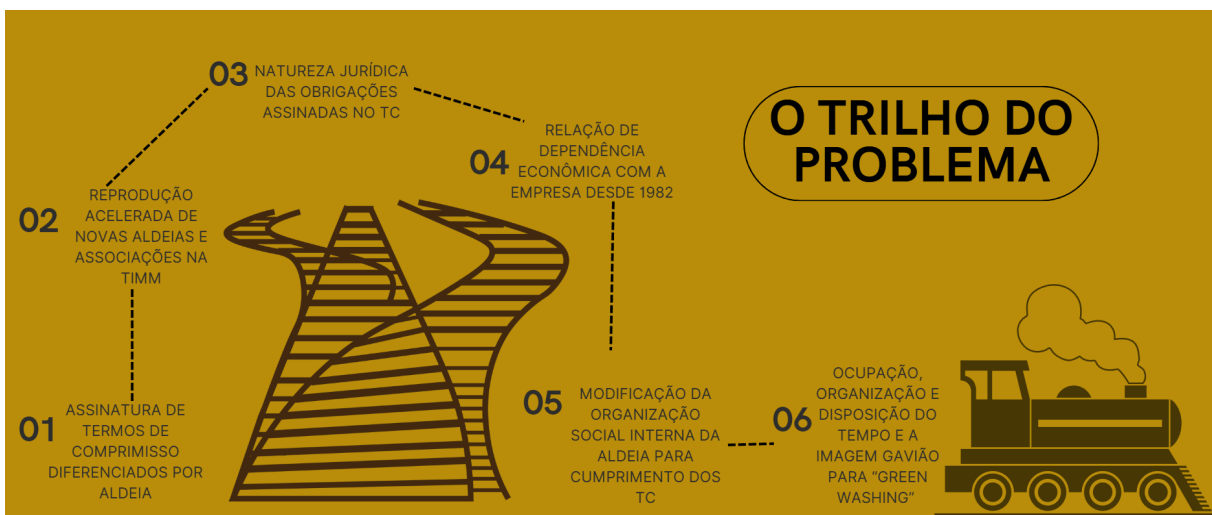 O TRILHO DO
PROBLEMA
01
ASSINATURA DE
TERMOS DE
COMPRIMISSO
DIFERENCIADOS POR
ALDEIA
02
REPRODUÇÃO
ACELERADA DE
NOVAS ALDEIAS E
ASSOCIAÇÕES NA
TIMM
03
NATUREZA JURÍDICA
DAS OBRIGAÇÕES
ASSINADAS NO TC
04
RELAÇÃO DE
DEPENDÊNCIA
ECONÔMICA COM A
EMPRESA DESDE 1982
05
MODIFICAÇÃO DA
ORGANIZAÇÃO
SOCIAL INTERNA DA
ALDEIA PARA
CUMPRIMENTO DOS
TC
06
OCUPAÇÃO,
ORGANIZAÇÃO E
DISPOSIÇÃO DO
TEMPO E A
IMAGEM GAVIÃO
PARA “GREEN
WASHING”